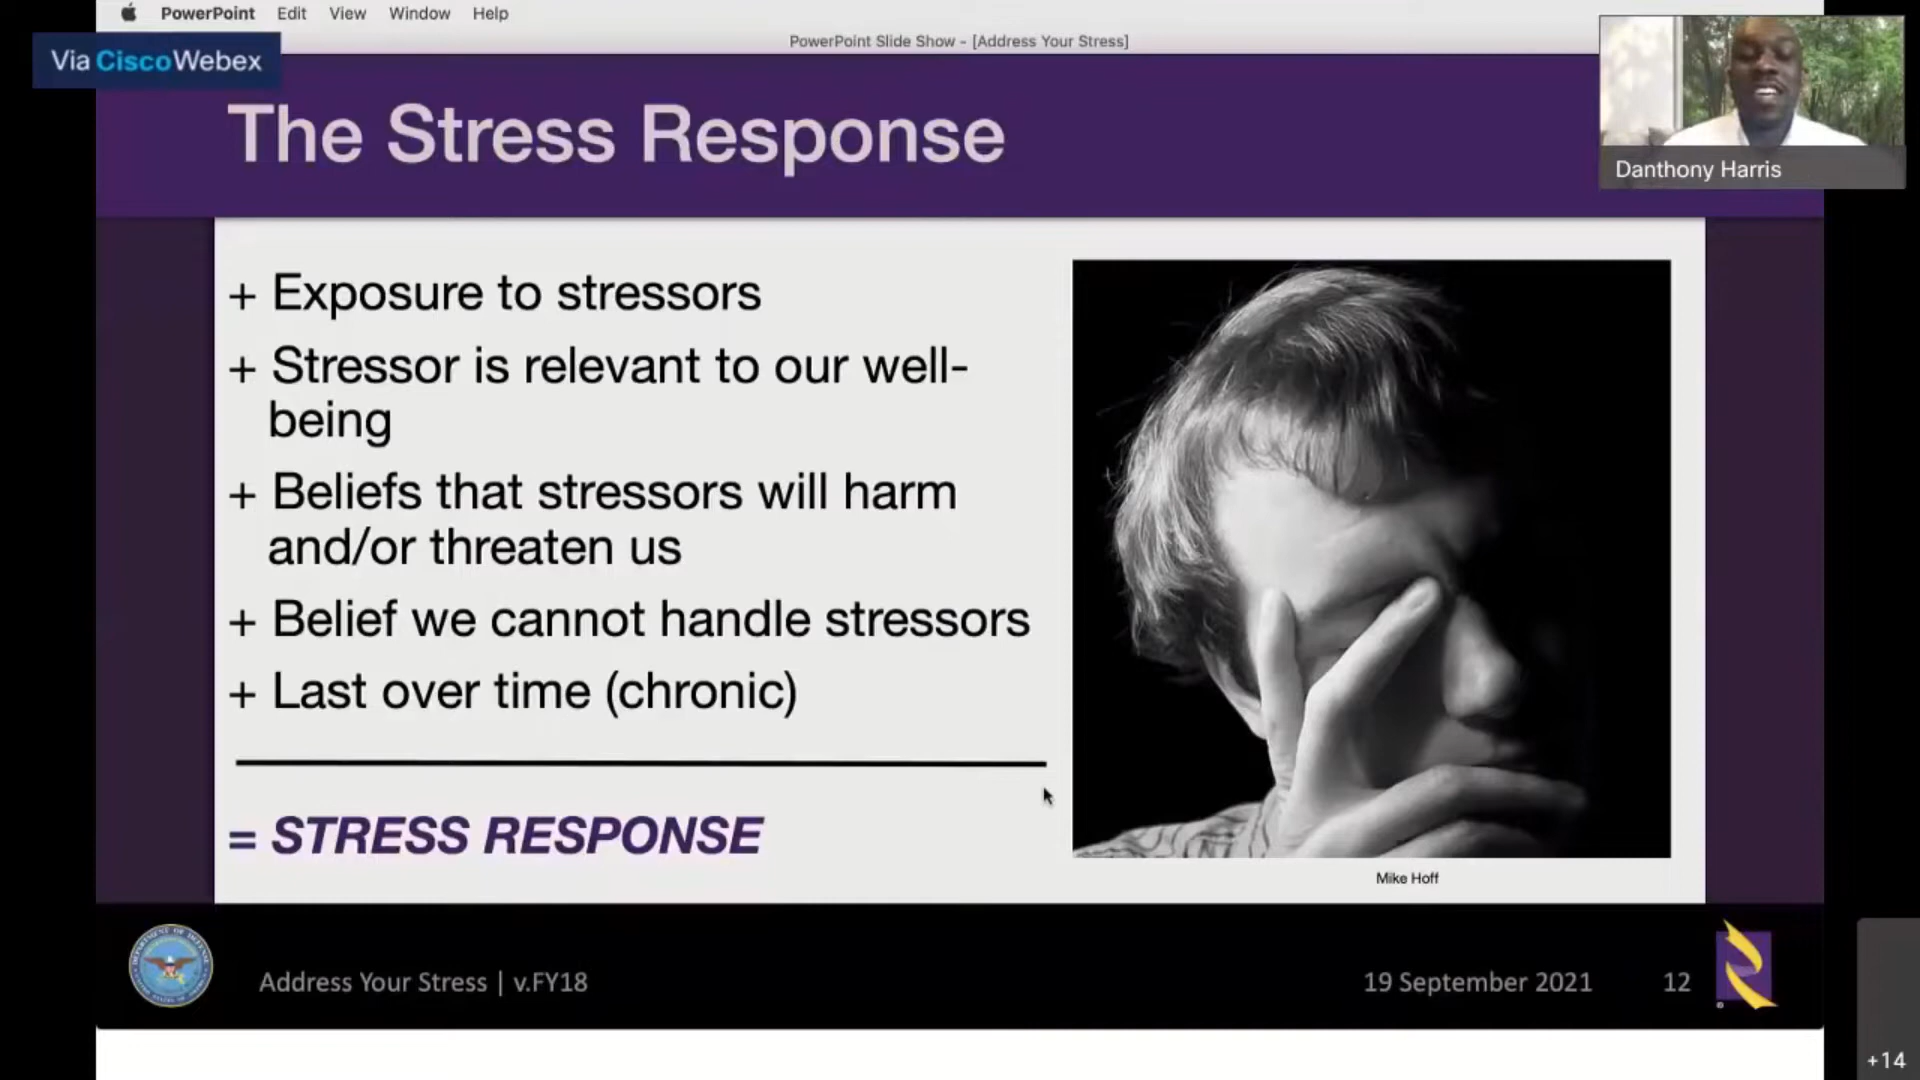 PowerPoint Edit View Window Help
PowerPoint Slide Show - [Address Your Stress]
Via CiscoWebex
The Stress Response
Danthony Harris
+ Exposure to stressors
+ Stressor is relevant to our well-
being
+ Beliefs that stressors will harm
and/or threaten us
+ Belief we cannot handle stressors
+ Last over time (chronic)
= STRESS RESPONSE
Mike Hoff
DEPARTMENT OF DEFENSE
Address Your Stress | v.FY18
19 September 2021
12
+14